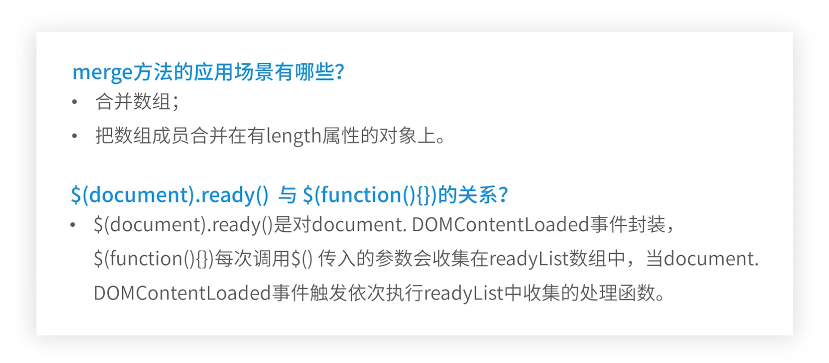 merge方法的应用场景有哪些？
• 合并数组；
• 把数组成员合并在有length属性的对象上。
$(document).ready() 与 $(function(){})的关系？
• $(document).ready()是对document. DOMContentLoaded事件封装，
$(function(){})每次调用$() 传入的参数会收集在readyList数组中，当document.
DOMContentLoaded事件触发依次执行readyList中收集的处理函数。